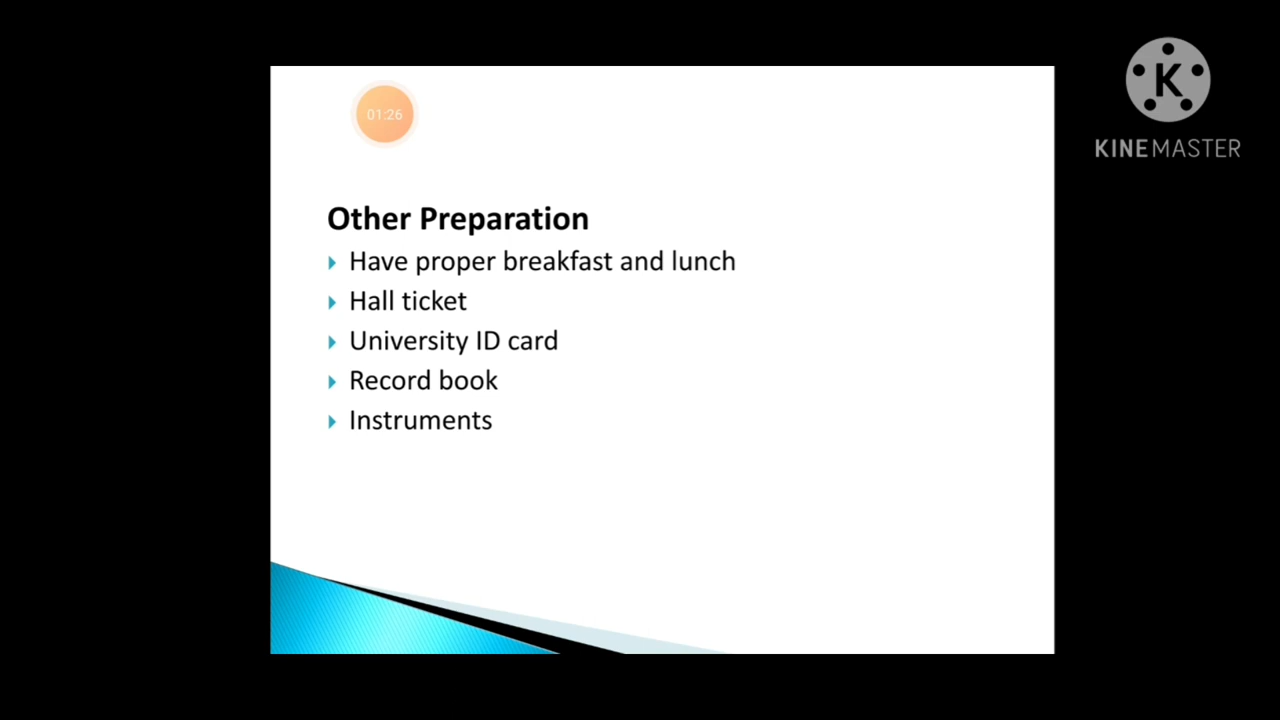 01:26
K
KINEMASTER
Other Preparation
Have proper breakfast and lunch
Hall ticket
University ID card
Record book
Instruments